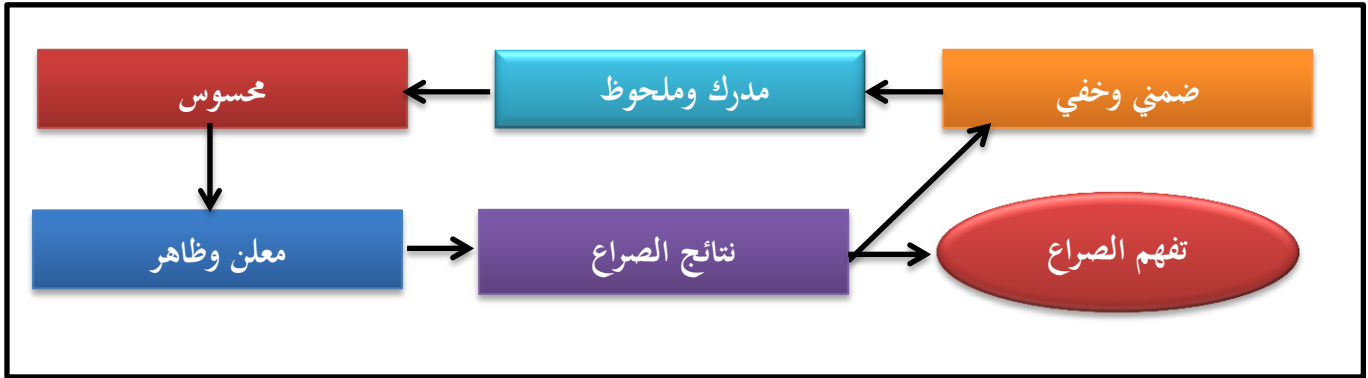 ضمني وخفي
مدرك وملحوظ
محسوس
معلن وظاهر
نتائج الصراع
تفهم الصراع